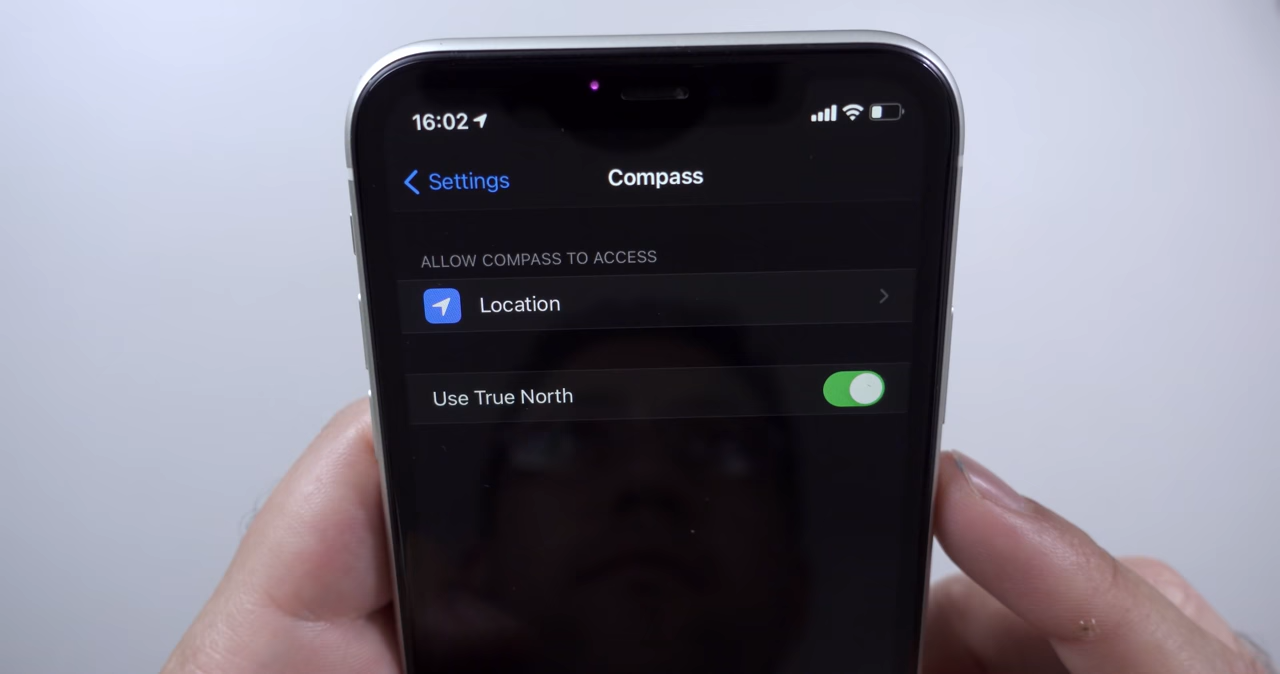 16:02
Settings
Compass
ALLOW COMPASS TO ACCESS
Location
Use True North